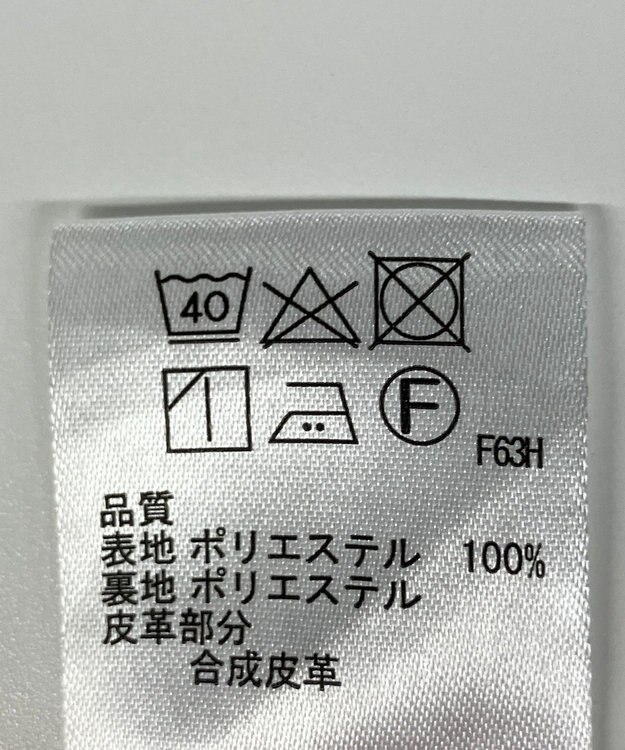 40
F
F63H
品質
表地 ポリエステル 100%
裏地 ポリエステル
皮革部分
合成皮革